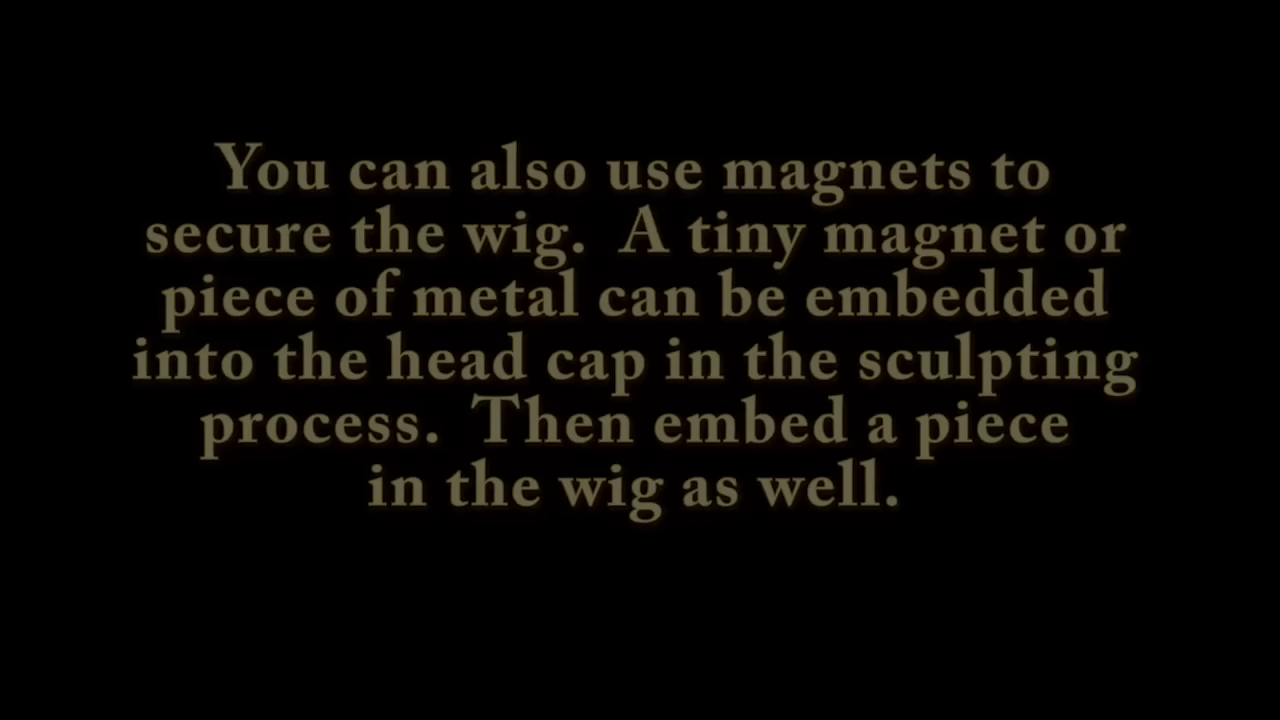 You can also use magnets to
secure the wig.  A tiny magnet or
piece of metal can be embedded
into the head cap in the sculpting
process.  Then embed a piece
in the wig as well.